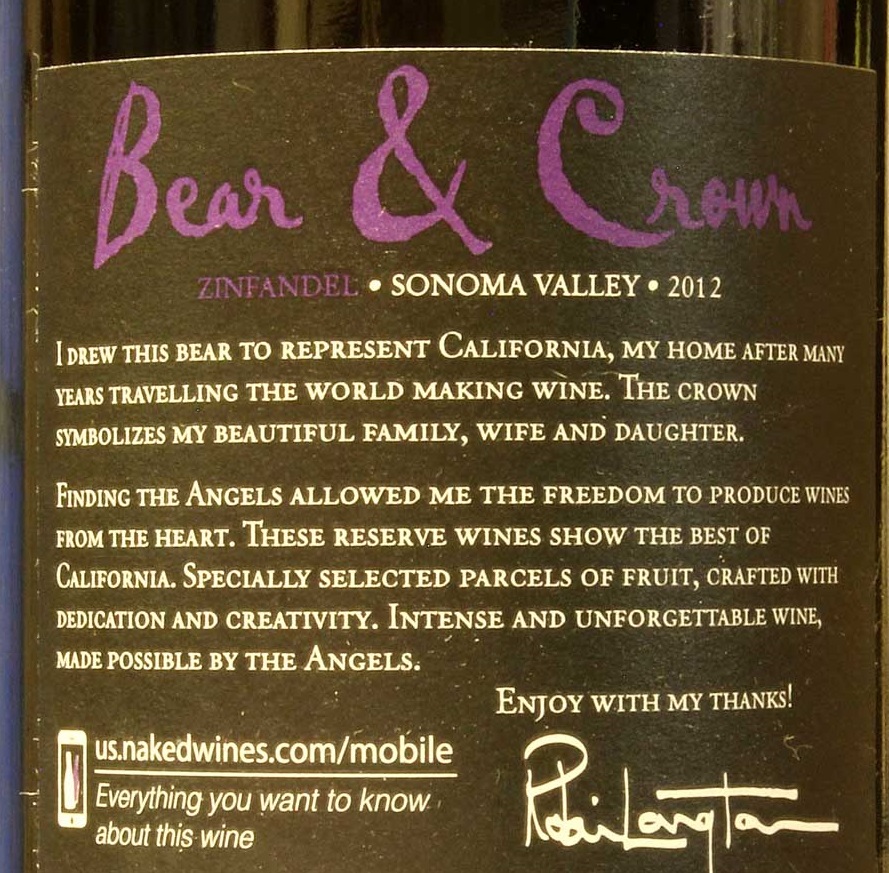 Bear & Crown
ZINFANDEL • SONOMA VALLEY • 2012
I DREW THIS BEAR TO REPRESENT CALIFORNIA, MY HOME AFTER MANY
YEARS TRAVELLING THE WORLD MAKING WINE. THE CROWN
SYMBOLIZES MY BEAUTIFUL FAMILY, WIFE AND DAUGHTER.
FINDING THE ANGELS ALLOWED ME THE FREEDOM TO PRODUCE WINES
FROM THE HEART. THESE RESERVE WINES SHOW THE BEST OF
CALIFORNIA. SPECIALLY SELECTED PARCELS OF FRUIT, CRAFTED WITH
DEDICATION AND CREATIVITY. INTENSE AND UNFORGETTABLE WINE,
MADE POSSIBLE BY THE ANGELS.
ENJOY WITH MY THANKS!
us.nakedwines.com/mobile
Everything you want to know
about this wine
Robin Langton